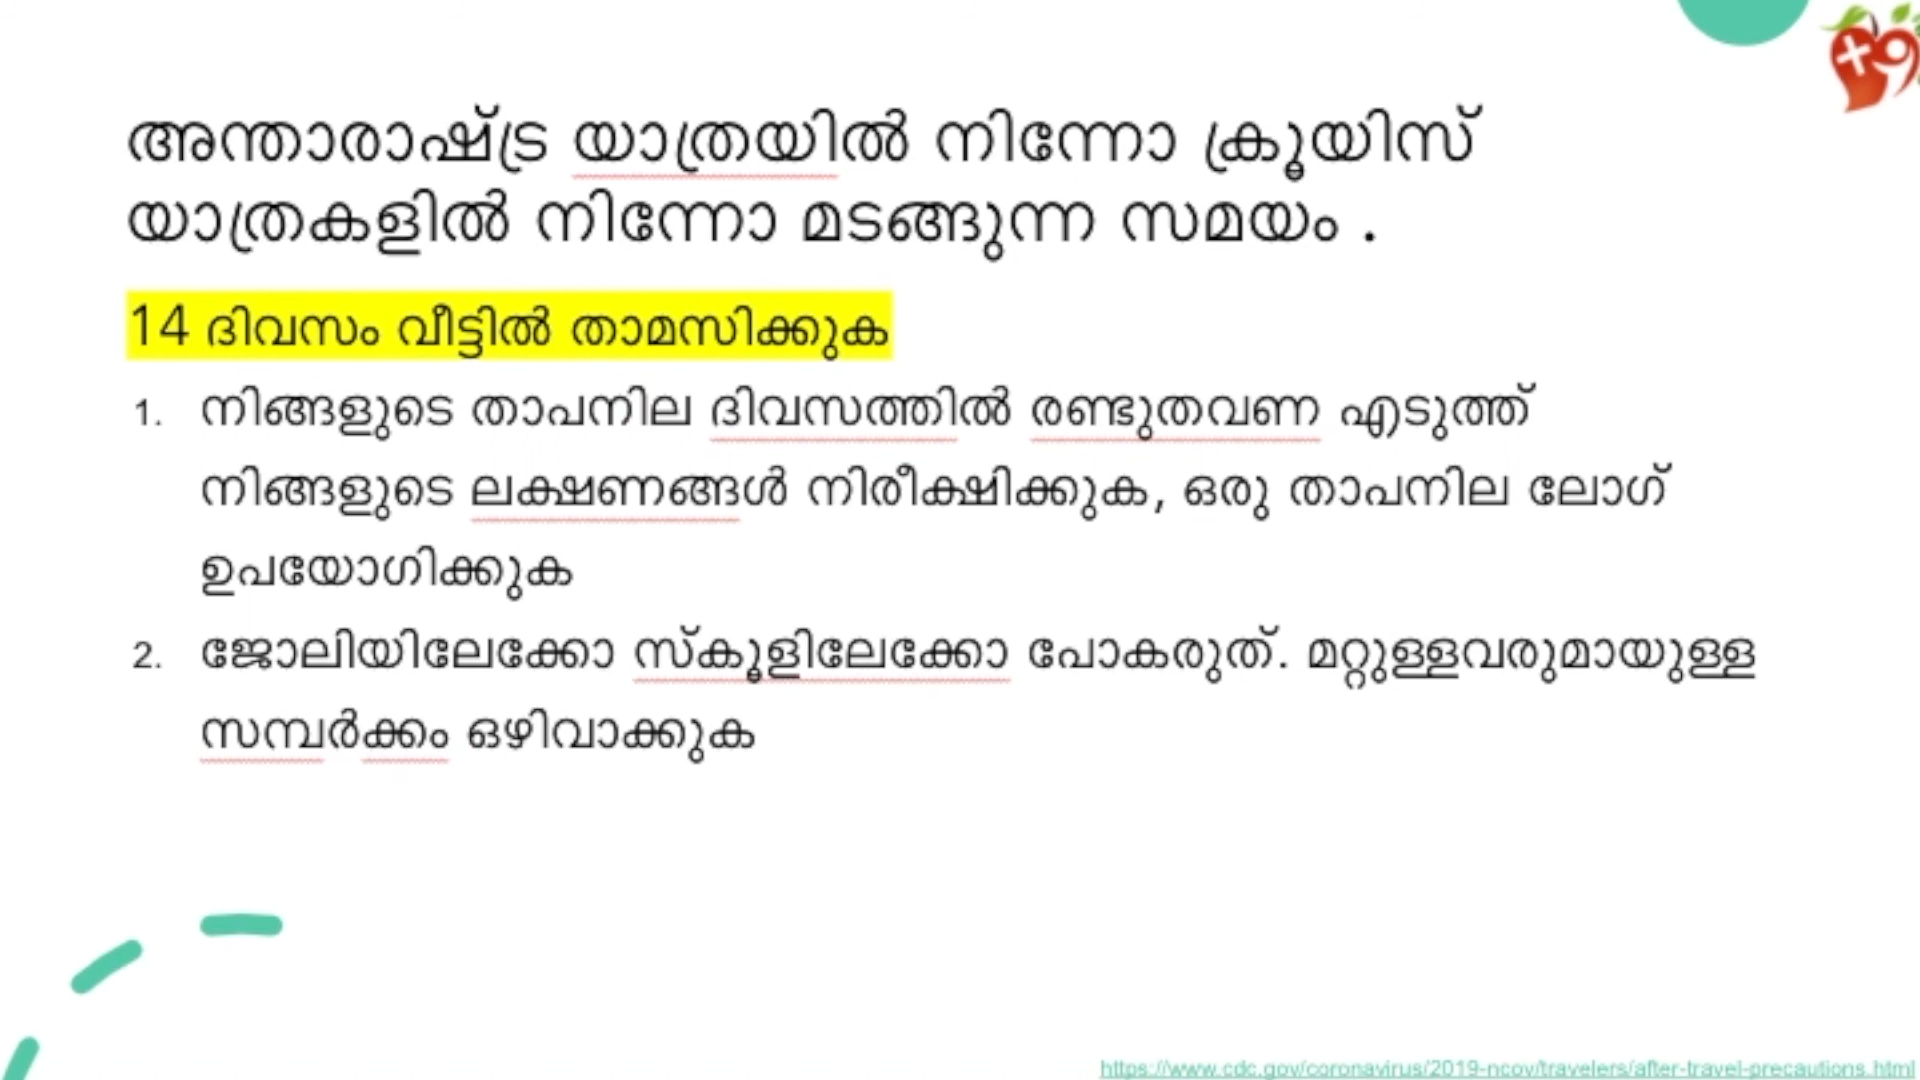 അന്താരാഷ്ട്ര യാത്രയിൽ നിന്നോ ക്രൂയിസ്
യാത്രകളിൽ നിന്നോ മടങ്ങുന്ന സമയം .
14 ദിവസം വീട്ടിൽ താമസിക്കുക
1. നിങ്ങളുടെ താപനില ദിവസത്തിൽ രണ്ടുതവണ എടുത്ത്
നിങ്ങളുടെ ലക്ഷണങ്ങൾ നിരീക്ഷിക്കുക, ഒരു താപനില ലോഗ്
ഉപയോഗിക്കുക
2. ജോലിയിലേക്കോ സ്കൂളിലേക്കോ പോകരുത്. മറ്റുള്ളവരുമായുള്ള
സമ്പർക്കം ഒഴിവാക്കുക
https://www.cdc.gov/coronavirus/2019-ncov/travelers/after-travel-precautions.html